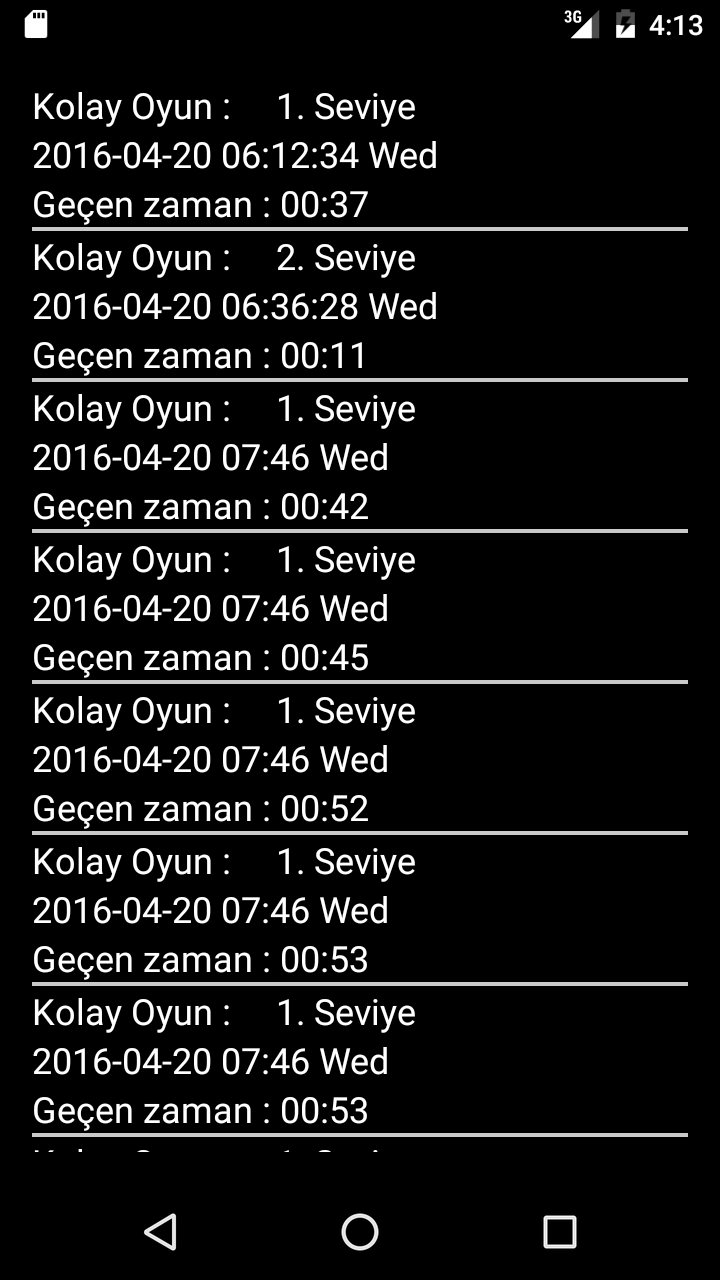 3G 4:13
Kolay Oyun : 1. Seviye
2016-04-20 06:12:34 Wed
Geçen zaman : 00:37
Kolay Oyun : 2. Seviye
2016-04-20 06:36:28 Wed
Geçen zaman : 00:11
Kolay Oyun : 1. Seviye
2016-04-20 07:46 Wed
Geçen zaman : 00:42
Kolay Oyun : 1. Seviye
2016-04-20 07:46 Wed
Geçen zaman : 00:45
Kolay Oyun : 1. Seviye
2016-04-20 07:46 Wed
Geçen zaman : 00:52
Kolay Oyun : 1. Seviye
2016-04-20 07:46 Wed
Geçen zaman : 00:53
Kolay Oyun : 1. Seviye
2016-04-20 07:46 Wed
Geçen zaman : 00:53